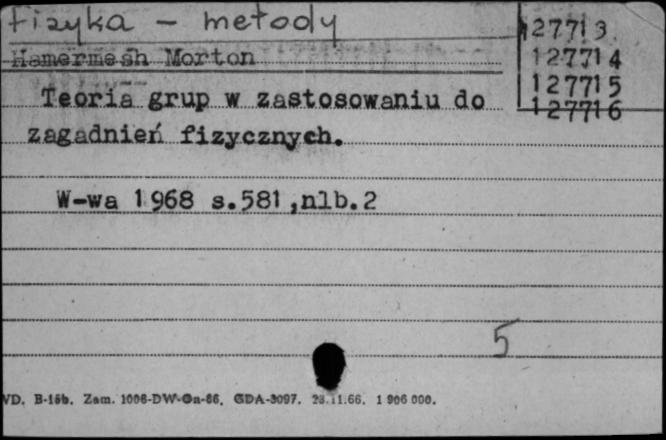 fizyka - metody
127713
Hamermesh Morton
127714
127715
Teoria grup w zastosowaniu do
127716
zagadnień fizycznych.
W-wa 1968 s.581,nlb.2
5
VD. B-15b. Zam. 1006-DW-Gn-66. GDA-3097. 28.11.66. 1 906 000.